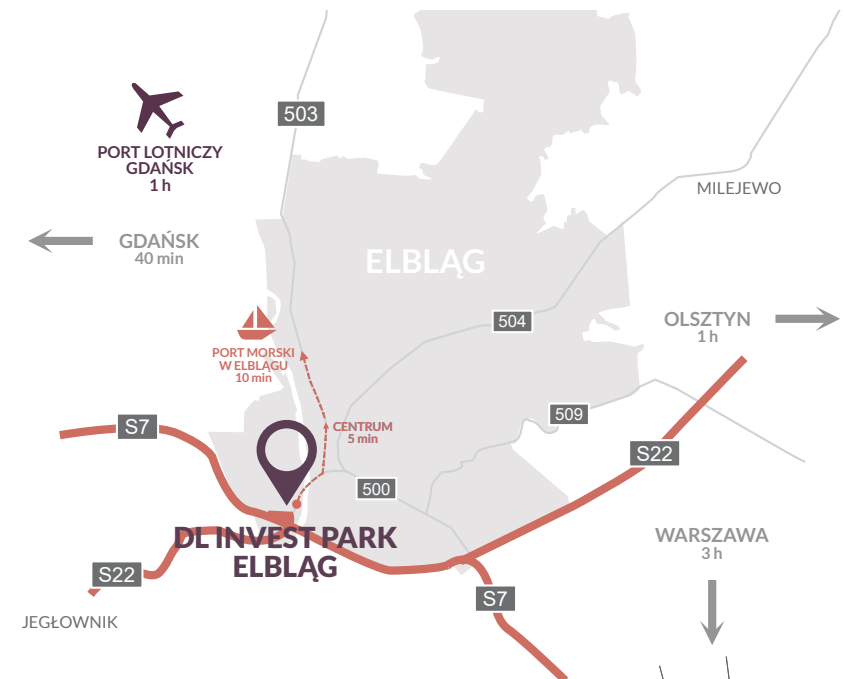 503
PORT LOTNICZY
GDAŃSK
1 h
MILEJEWO
GDAŃSK
40 min
ELBLĄG
504
OLSZTYN
1 h
PORT MORSKI
W ELBLĄGU
10 min
509
S7
CENTRUM
5 min
S22
500
DL INVEST PARK
ELBLĄG
WARSZAWA
3 h
S22
S7
JEGŁOWNIK